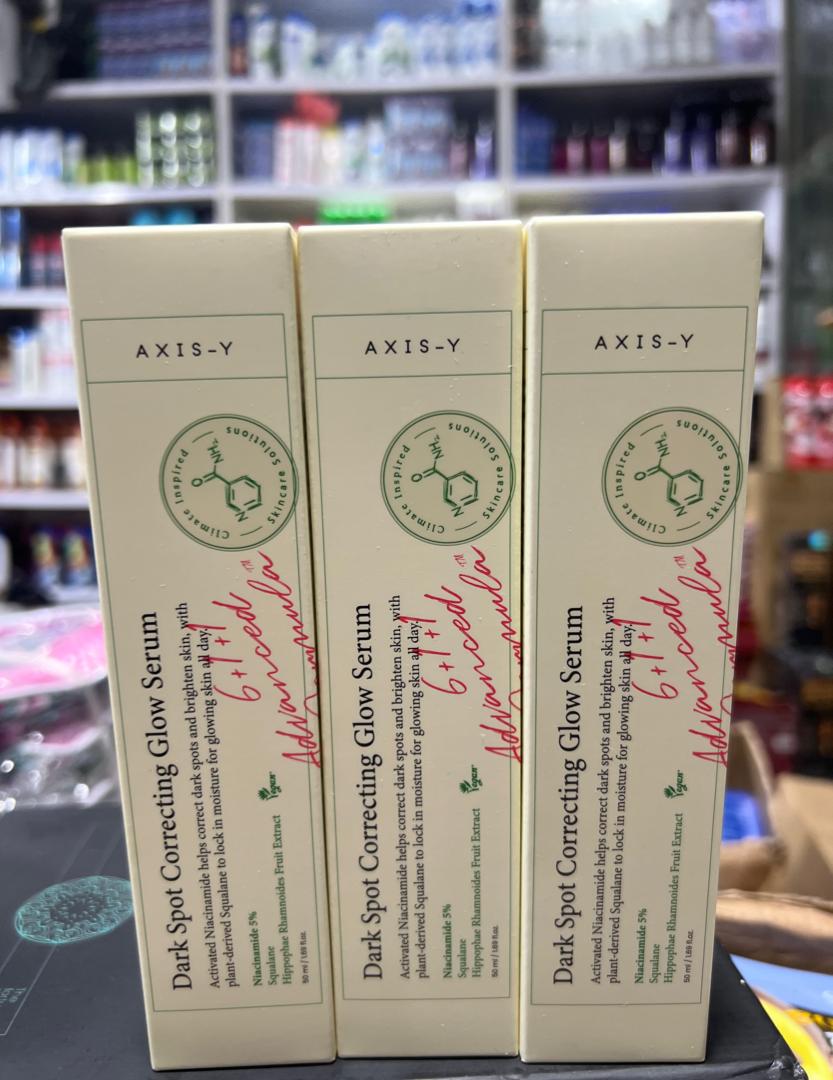 AXIS-Y
Climate Inspired
Skincare Solutions
O
NH₂
N
Dark Spot Correcting Glow Serum
Activated Niacinamide helps correct dark spots and brighten skin, with
plant-derived Squalane to lock in moisture for glowing skin all day.
6+1+1
Advanced
Formula™
Niacinamide 5%
Squalane
Hippophae Rhamnoides Fruit Extract
Vegan
50 ml / 1.69 fl.oz.
AXIS-Y
Climate Inspired
Skincare Solutions
O
NH₂
N
Dark Spot Correcting Glow Serum
Activated Niacinamide helps correct dark spots and brighten skin, with
plant-derived Squalane to lock in moisture for glowing skin all day.
6+1+1
Advanced
Formula™
Niacinamide 5%
Squalane
Hippophae Rhamnoides Fruit Extract
Vegan
50 ml / 1.69 fl.oz.
AXIS-Y
Climate Inspired
Skincare Solutions
O
NH₂
N
Dark Spot Correcting Glow Serum
Activated Niacinamide helps correct dark spots and brighten skin, with
plant-derived Squalane to lock in moisture for glowing skin all day.
6+1+1
Advanced
Formula™
Niacinamide 5%
Squalane
Hippophae Rhamnoides Fruit Extract
Vegan
50 ml / 1.69 fl.oz.